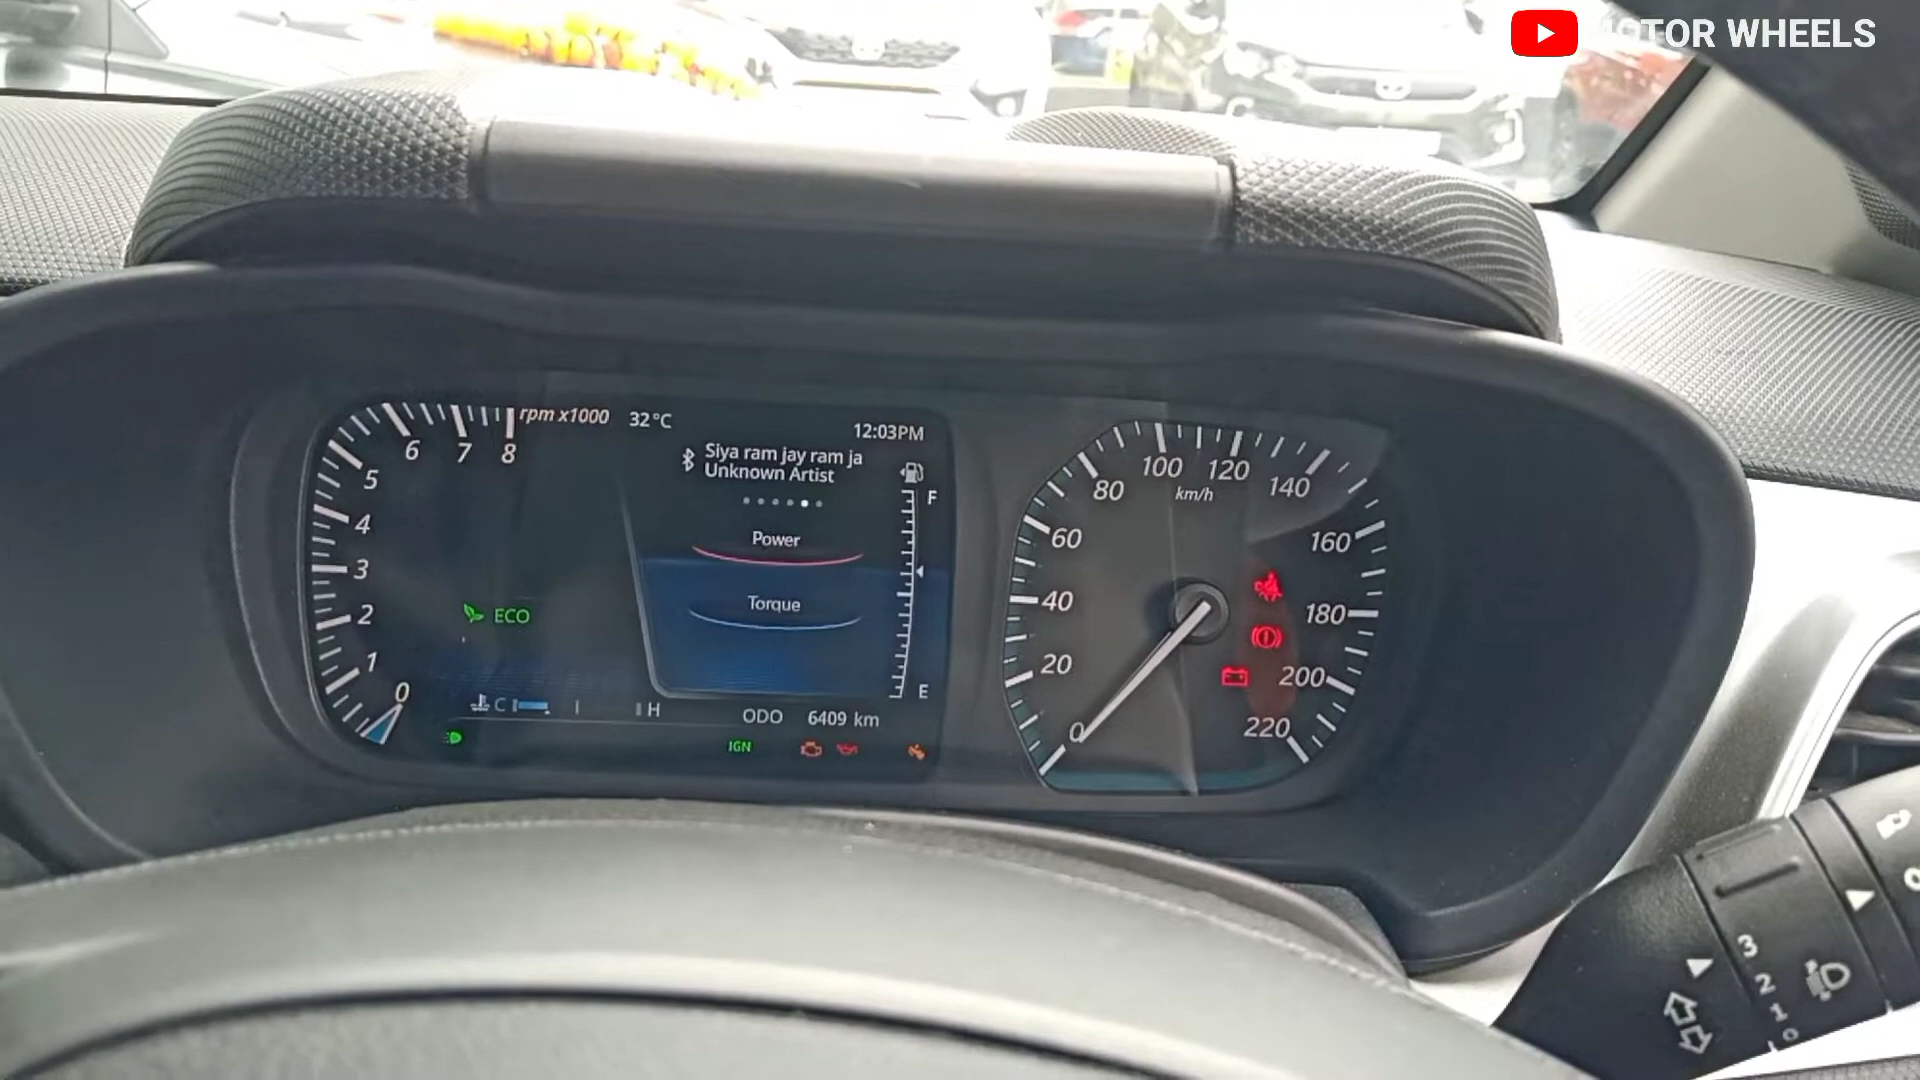 MOTOR WHEELS
rpm x1000
32°C
12:03PM
Siya ram jay ram ja
Unknown Artist
F
Power
Torque
E
8
7
6
5
4
3
2
1
0
ECO
C
H
ODO 6409 km
IGN
km/h
0
20
40
60
80
100
120
140
160
180
200
220
3
2
1
0